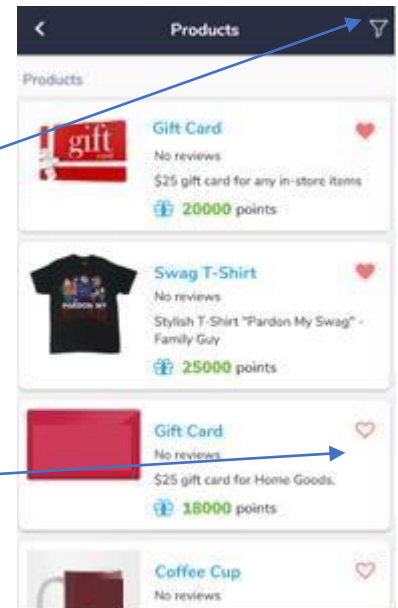 Products
Products
gift
Gift Card
No reviews
$25 gift card for any in-store items
20000 points
PARDON MY
Swag T-Shirt
No reviews
Stylish T-Shirt "Pardon My Swag" -
Family Guy
25000 points
Gift Card
No reviews
$25 gift card for Home Goods.
18000 points
Coffee Cup
No reviews